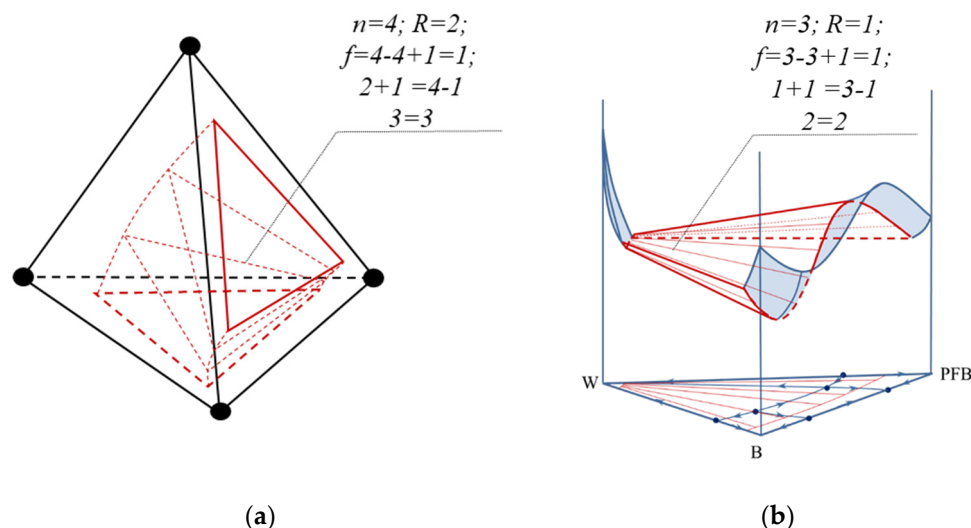 n=4; R=2;
f=4-4+1=1;
2+1 =4-1
3=3
n=3; R=1;
f=3-3+1=1;
1+1 =3-1
2=2
W
PFB
B
(a)
(b)